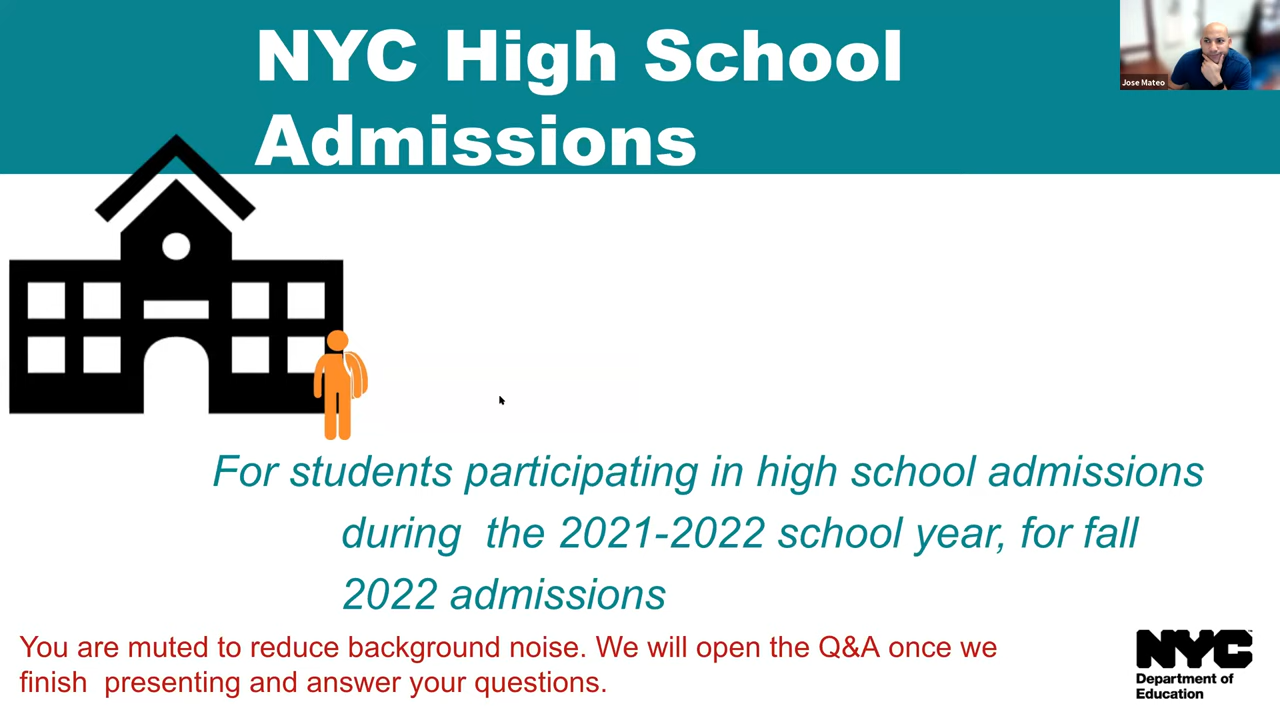 NYC High School
Admissions
Jose Mateo
For students participating in high school admissions
during the 2021-2022 school year, for fall
2022 admissions
You are muted to reduce background noise. We will open the Q&A once we
finish presenting and answer your questions.
NYC
Department of
Education